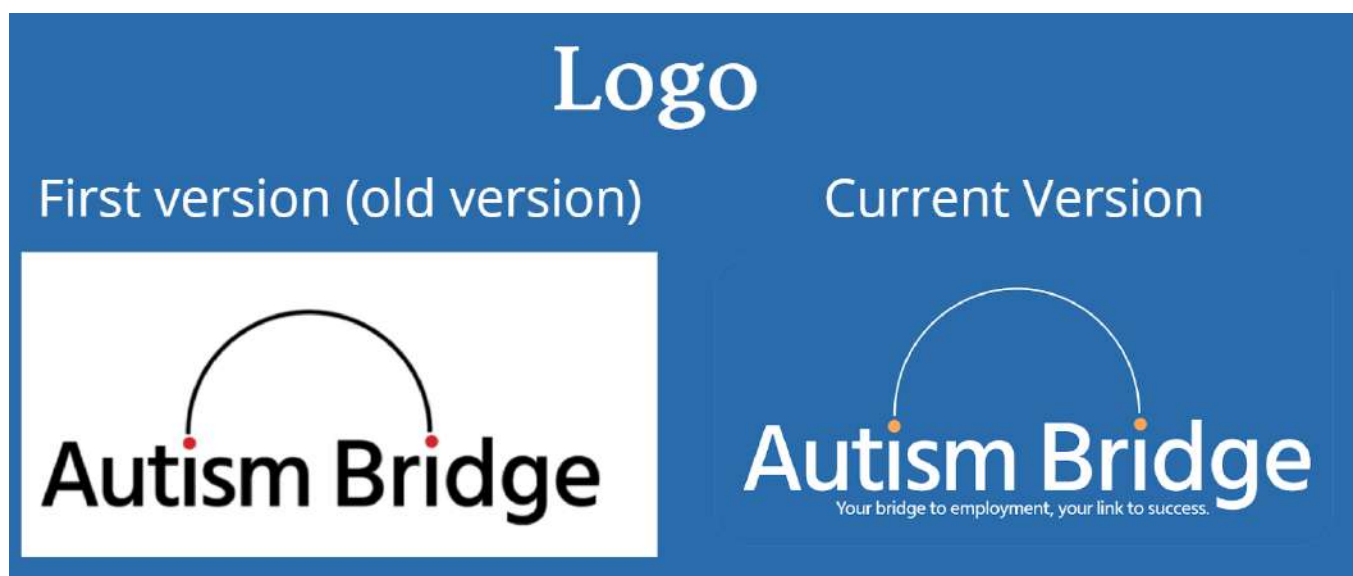 Logo
First version (old version)
Current Version
Autism Bridge
Autism Bridge
Your bridge to employment, your link to success.